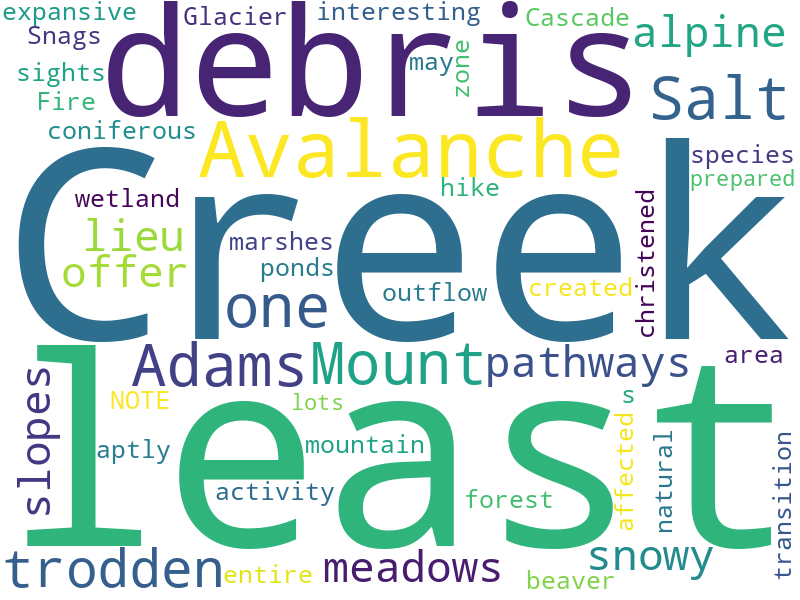 expansive
Glacier
interesting
Cascade
Snags
debris
alpine
may
zone
sights
Salt
Fire
coniferous
Avalanche
species
prepared
hike
wetland
christened
Creek
lieu
marshes
offer
ponds
outflow
created
one
Adams
Mount
pathways
area
slopes
least
NOTE
lots
s
affected
aptly
mountain
natural
transition
activity
forest
trodden
entire
meadows
snowy
beaver